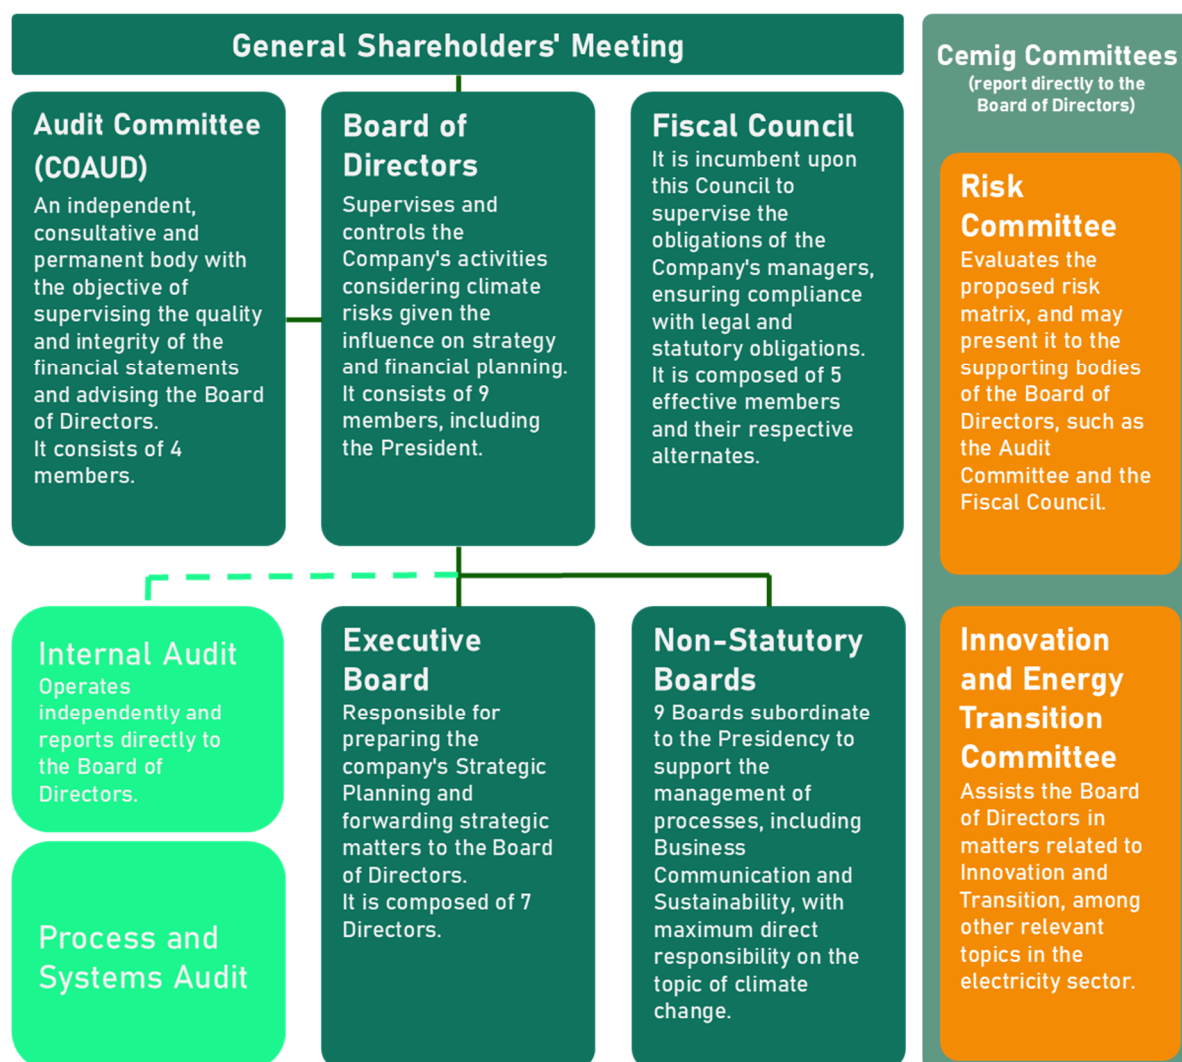 General Shareholders' Meeting
Audit Committee
(COAUD)
An independent,
consultative and
permanent body with
the objective of
supervising the quality
and integrity of the
financial statements
and advising the Board
of Directors.
It consists of 4
members.
Board of
Directors
Supervises and
controls the
Company's activities
considering climate
risks given the
influence on strategy
and financial planning.
It consists of 9
members, including
the President.
Fiscal Council
It is incumbent upon
this Council to
supervise the
obligations of the
Company's managers,
ensuring compliance
with legal and
statutory obligations.
It is composed of 5
effective members
and their respective
alternates.
Internal Audit
Operates
independently and
reports directly to
the Board of
Directors.
Process and
Systems Audit
Executive
Board
Responsible for
preparing the
company's Strategic
Planning and
forwarding strategic
matters to the Board
of Directors.
It is composed of 7
Directors.
Non-Statutory
Boards
9 Boards subordinate
to the Presidency to
support the
management of
processes, including
Business
Communication and
Sustainability, with
maximum direct
responsibility on the
topic of climate
change.
Cemig Committees
(report directly to the
Board of Directors)
Risk
Committee
Evaluates the
proposed risk
matrix, and may
present it to the
supporting bodies
of the Board of
Directors, such as
the Audit
Committee and the
Fiscal Council.
Innovation
and Energy
Transition
Committee
Assists the Board
of Directors in
matters related to
Innovation and
Transition, among
other relevant
topics in the
electricity sector.